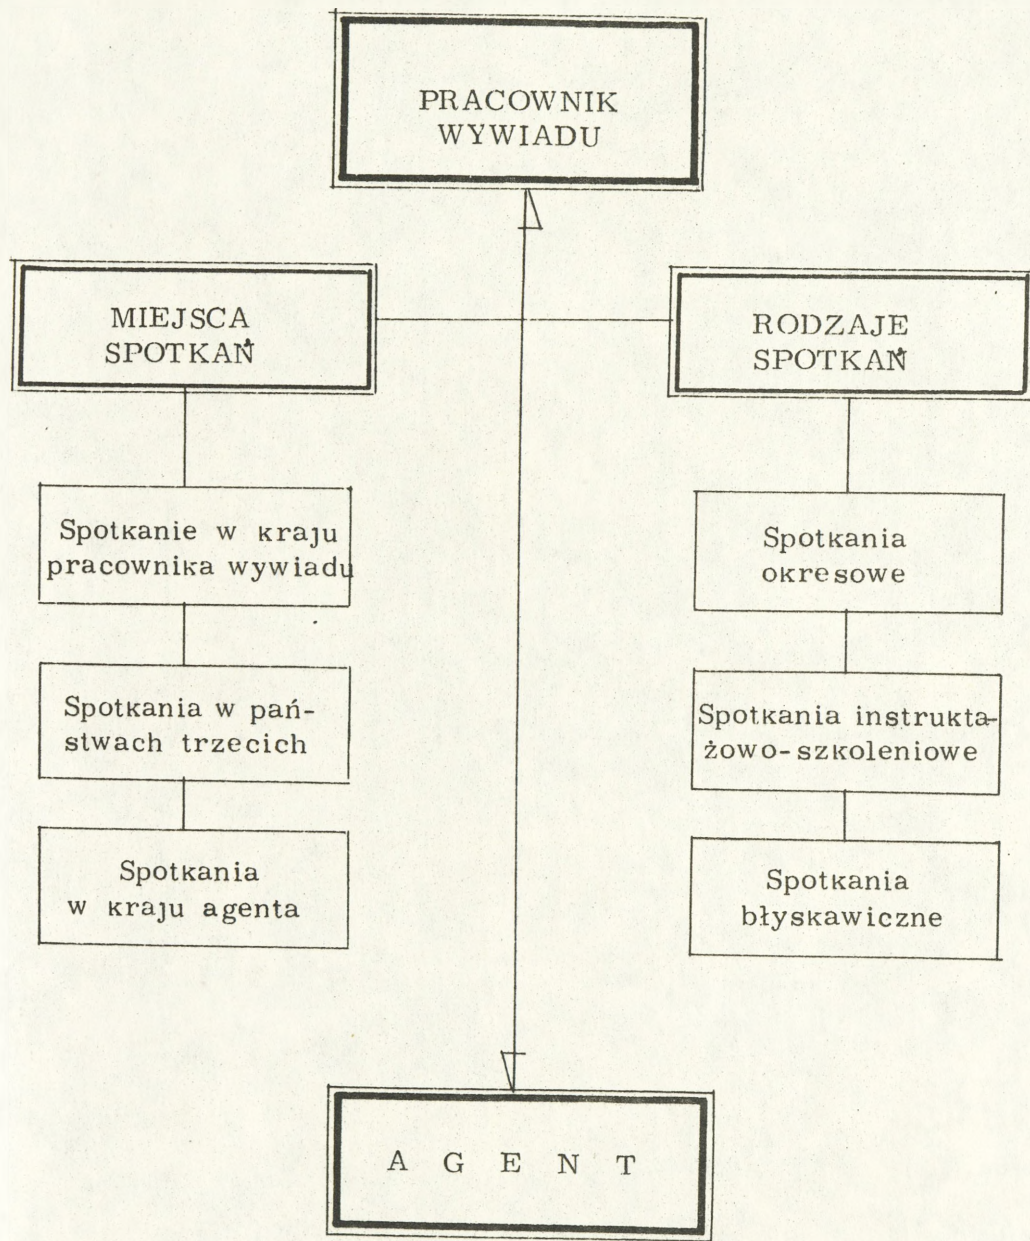 PRACOWNIK
WYWIADU
MIEJSCA
SPOTKAŃ
Spotkanie w kraju
pracownika wywiadu
Spotkania w pań-
stwach trzecich
Spotkania
w kraju agenta
RODZAJE
SPOTKAŃ
Spotkania
okresowe
Spotkania instrukta-
żowo-szkoleniowe
Spotkania
błyskawiczne
A G E N T